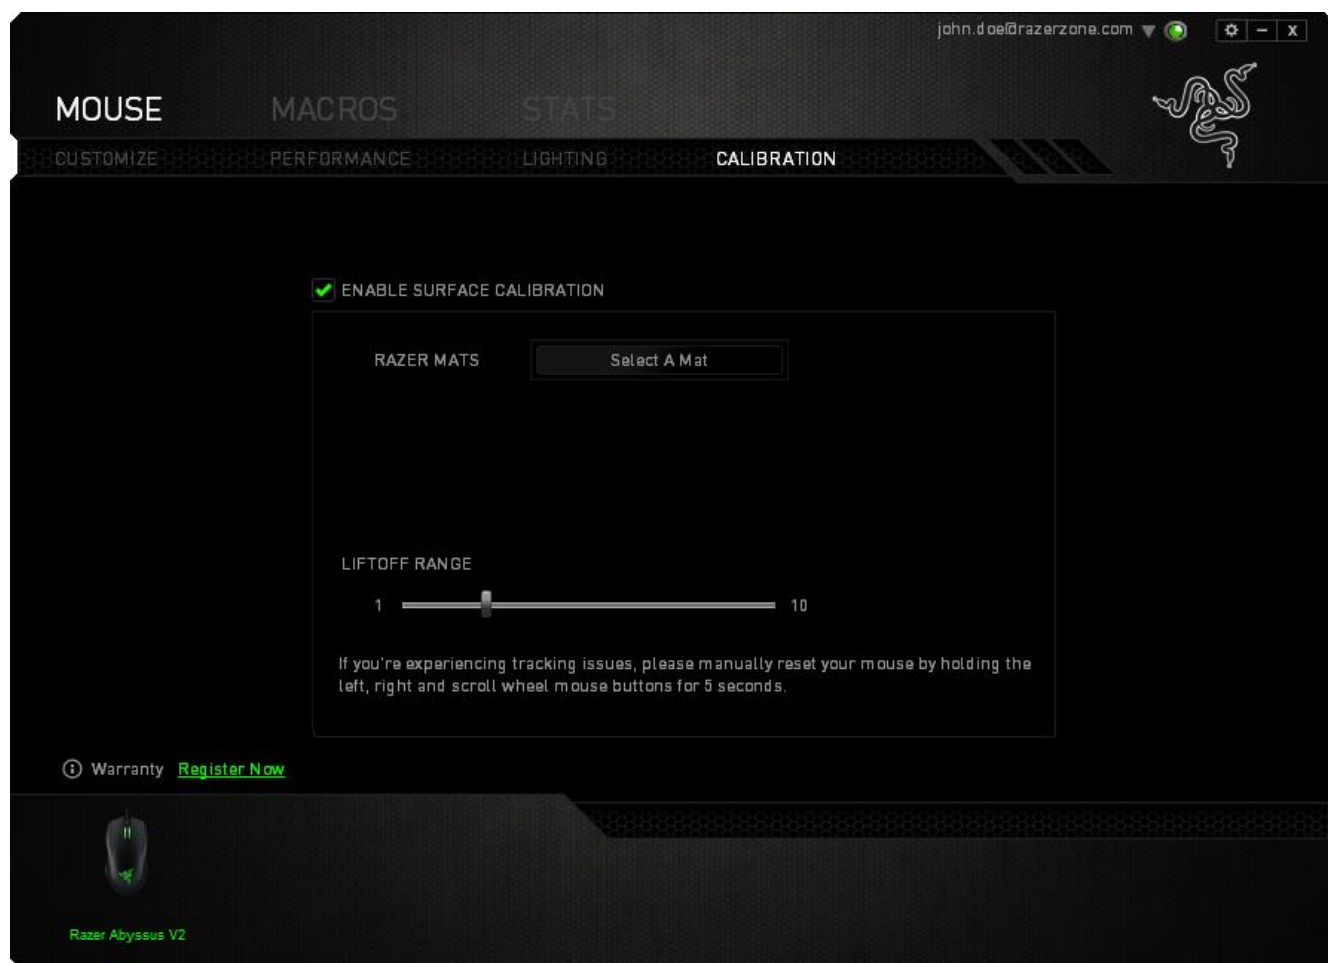 john.doe@razerzone.com
x
MOUSE MACROS STATS
CUSTOMIZE PERFORMANCE LIGHTING CALIBRATION
ENABLE SURFACE CALIBRATION
RAZER MATS Select A Mat
LIFTOFF RANGE
1 10
If you're experiencing tracking issues, please manually reset your mouse by holding the
left, right and scroll wheel mouse buttons for 5 seconds.
Warranty Register Now
Razer Abyssus V2